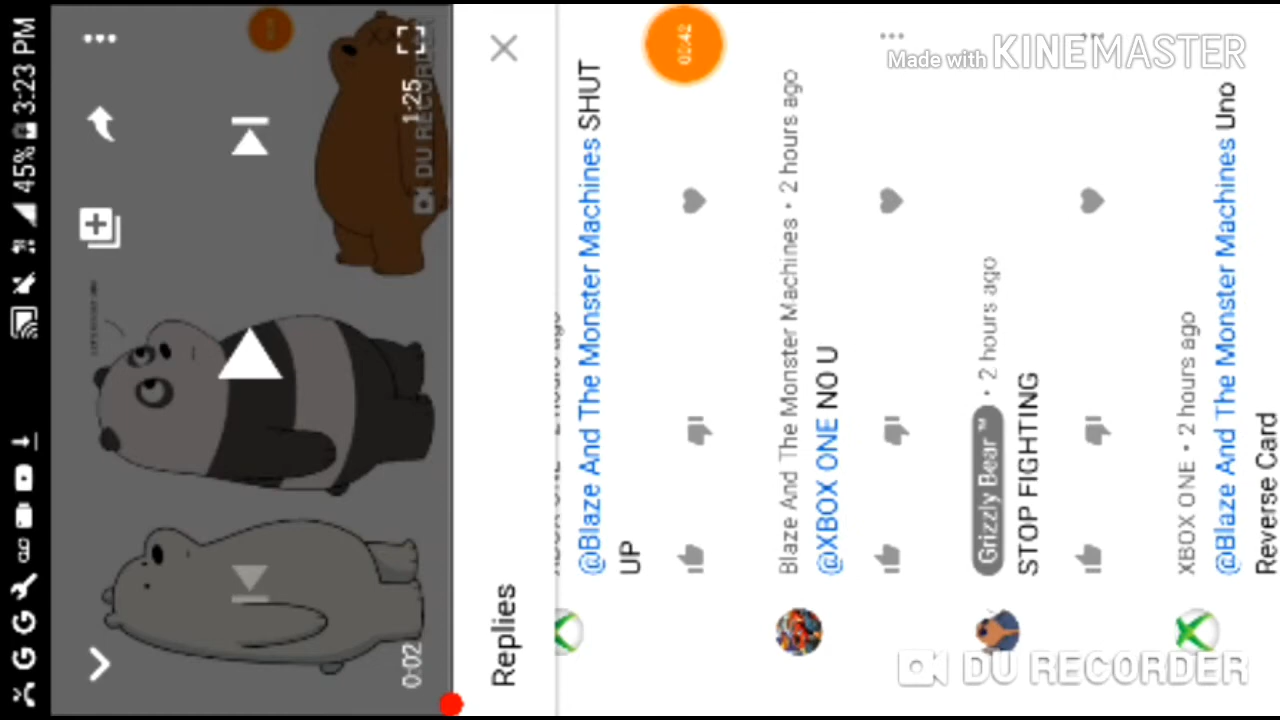 45% 3:23 PM
1:25
DU RECORDER
0:02
Replies
@Blaze And The Monster Machines SHUT
UP
Blaze And The Monster Machines • 2 hours ago
@XBOX ONE NO U
Grizzly Bear™ • 2 hours ago
STOP FIGHTING
XBOX ONE • 2 hours ago
@Blaze And The Monster Machines Uno
Reverse Card
00:42
Made with KINEMASTER
DU RECORDER